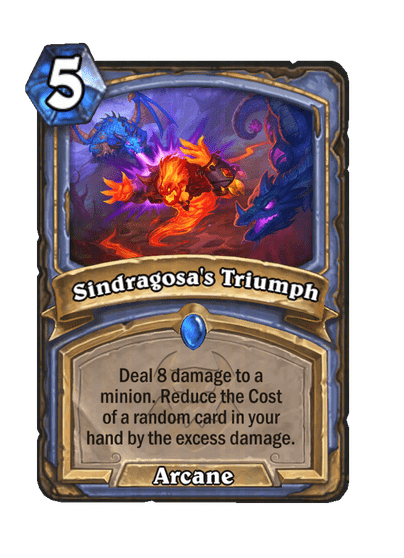 5
Sindragosa's Triumph
Deal 8 damage to a
minion. Reduce the Cost
of a random card in your
hand by the excess damage.
Arcane